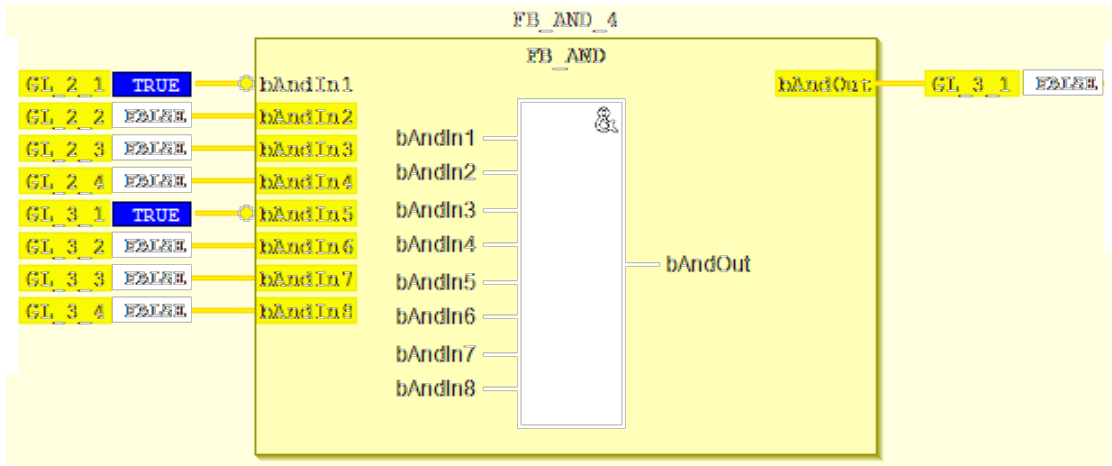 FB_AND_4
FB_AND
GL_2_1 TRUE bAndIn1 bAndOut GL_3_1 FALSE
GL_2_2 FALSE bAndIn2
GL_2_3 FALSE bAndIn3
GL_2_4 FALSE bAndIn4
GL_3_1 TRUE bAndIn5
GL_3_2 FALSE bAndIn6
GL_3_3 FALSE bAndIn7
GL_3_4 FALSE bAndIn8
&
bAndIn1
bAndIn2
bAndIn3
bAndIn4
bAndIn5
bAndIn6
bAndIn7
bAndIn8
bAndOut